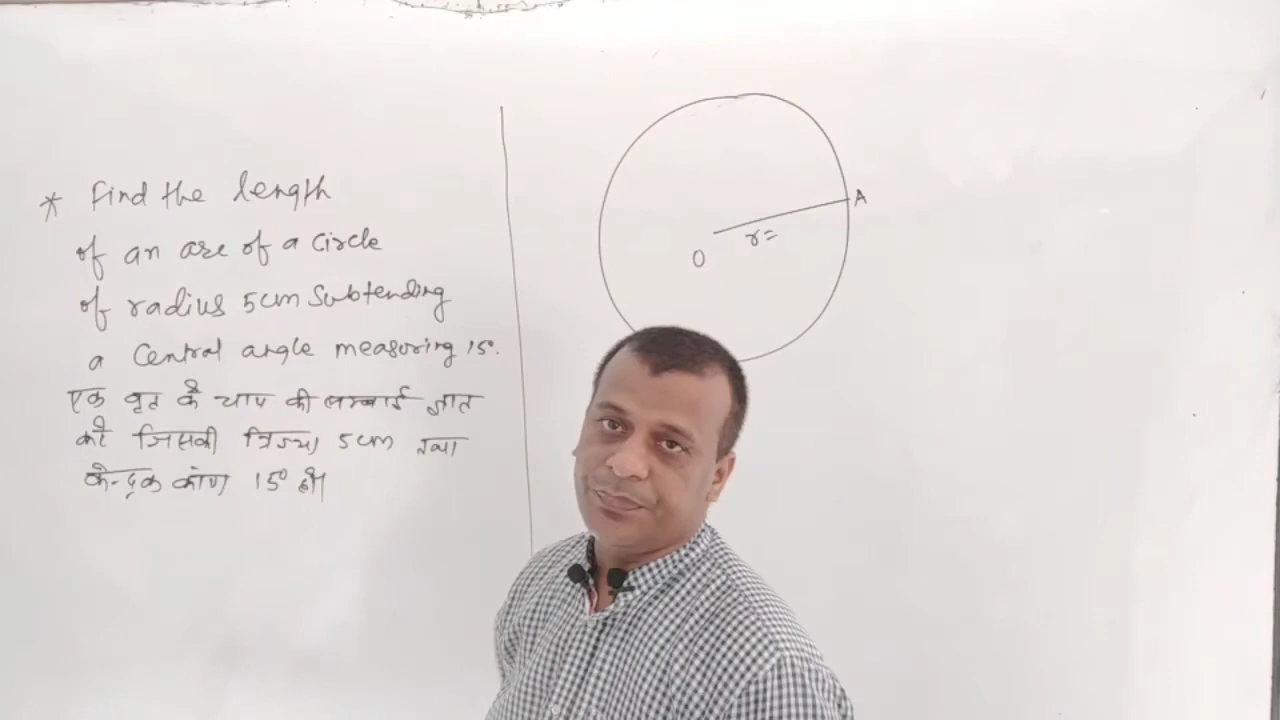 * Find the length
of an arc of a circle
of radius 5cm Subtending
a Central angle measuring 15°.
एक वृत के चाप की लम्बाई ज्ञात
करें जिसकी त्रिज्या 5cm तथा
केन्द्रक कोण 15° हो।
A
r=
O